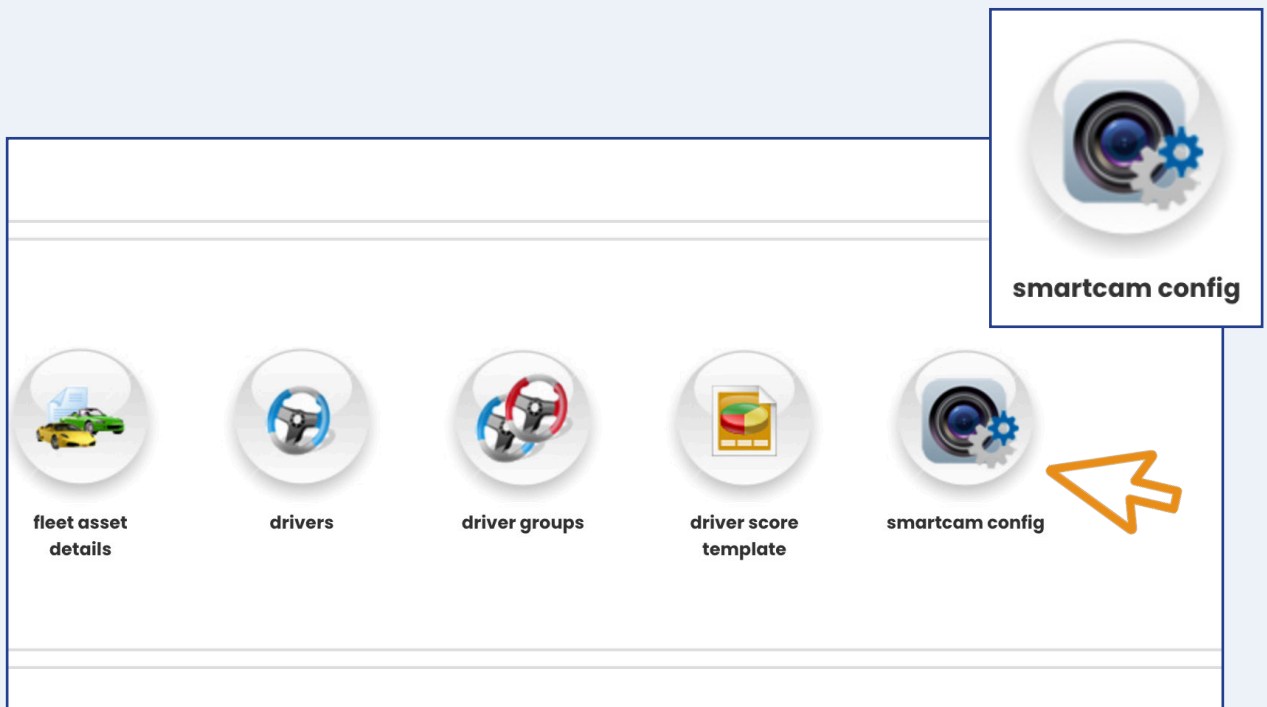 smartcam config
fleet asset
details
drivers
driver groups
driver score
template
smartcam config